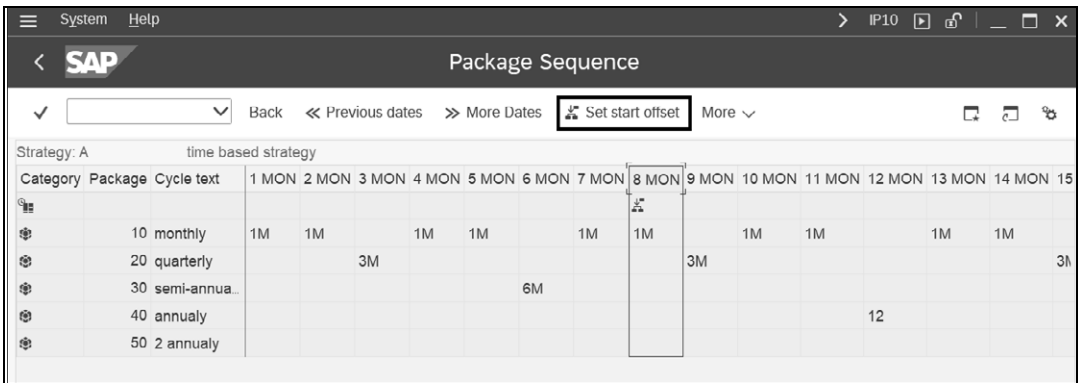 System Help IP10
SAP Package Sequence
Back Previous dates More Dates Set start offset More
Strategy: A time based strategy
Category Package Cycle text 1 MON 2 MON 3 MON 4 MON 5 MON 6 MON 7 MON 8 MON 9 MON 10 MON 11 MON 12 MON 13 MON 14 MON 15
10 monthly 1M 1M 1M 1M 1M 1M 1M 1M 1M 1M
20 quarterly 3M 3M 3M
30 semi-annua... 6M
40 annualy 12
50 2 annualy